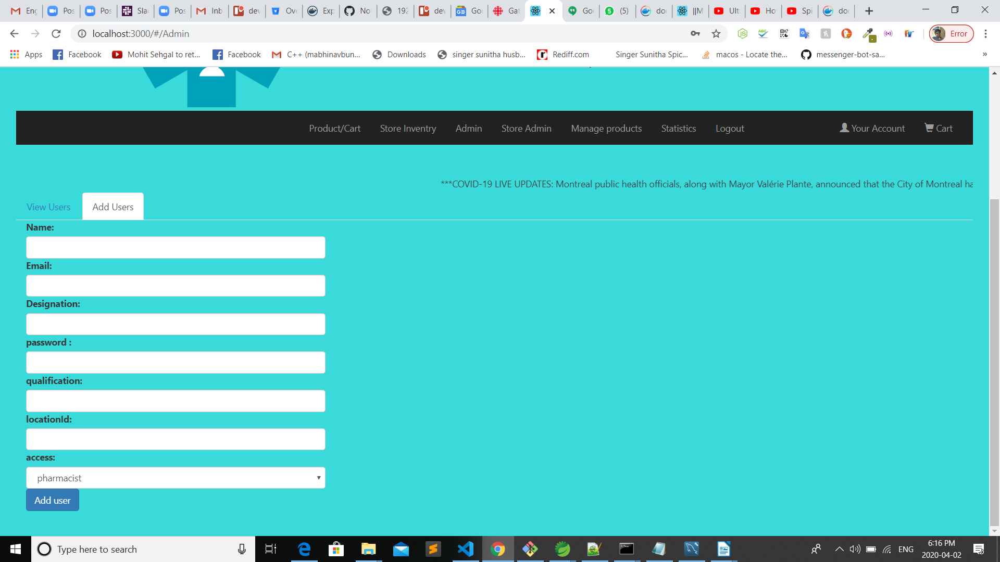 Eng Pos Pos Sla Pos Inb dev Ove Exp No 192 dev Goo Gat Goo (5) doc ||M Ult Ho Spi doc
localhost:3000/#/Admin Error
Apps Facebook Mohit Sehgal to ret... Facebook C++ (mabhinavbun... Downloads singer sunitha husb... Rediff.com Singer Sunitha Spic... macos - Locate the... messenger-bot-sa... »
Product/Cart Store Inventry Admin Store Admin Manage products Statistics Logout Your Account Cart
***COVID-19 LIVE UPDATES: Montreal public health officials, along with Mayor Valérie Plante, announced that the City of Montreal ha
View Users Add Users
Name:
Email:
Designation:
password :
qualification:
locationId:
access:
pharmacist
Add user
Type here to search ENG 6:16 PM
2020-04-02